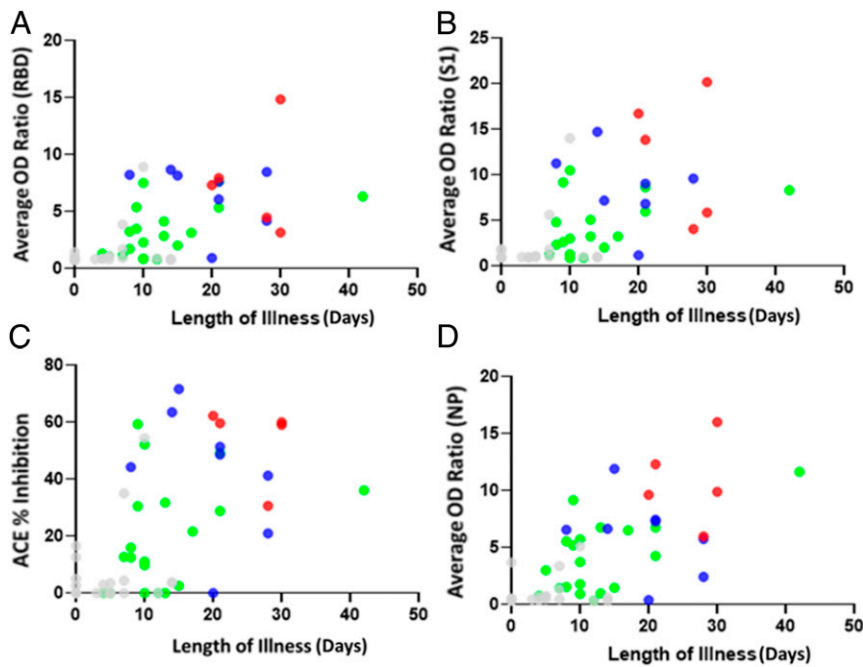 A
Average OD Ratio (RBD)
20
15
10
5
0
0 10 20 30 40 50
Length of Illness (Days)
B
Average OD Ratio (S1)
25
20
15
10
5
0
0 10 20 30 40 50
Length of Illness (Days)
C
ACE % Inhibition
80
60
40
20
0
0 10 20 30 40 50
Length of Illness (Days)
D
Average OD Ratio (NP)
20
15
10
5
0
0 10 20 30 40 50
Length of Illness (Days)